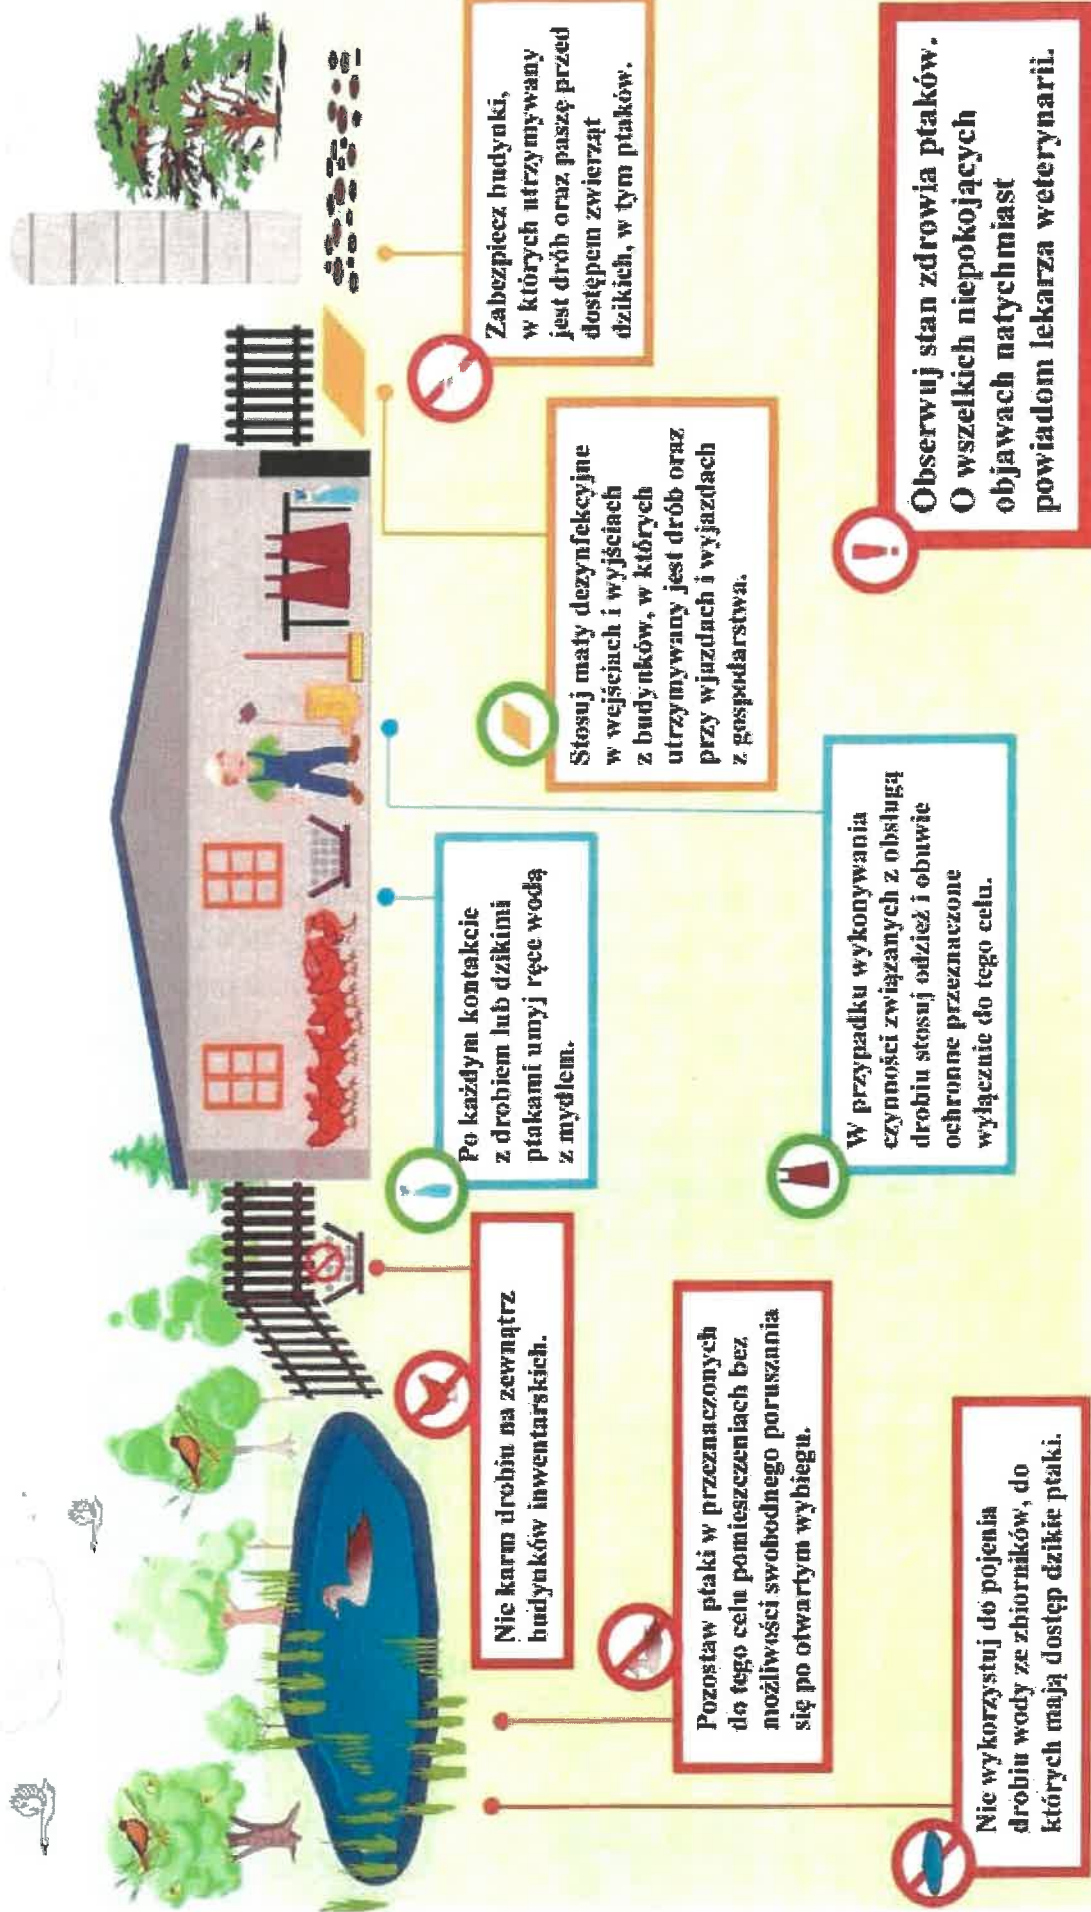 Nie karm drobiu na zewnątrz
budynków inwentarskich.
Po każdym kontakcie
z drobiem lub dzikimi
ptakami umyj ręce wodą
z mydłem.
Stosuj maty dezynfekcyjne
w wejściach i wyjściach
z budynków, w których
utrzymywany jest drób oraz
przy wjazdach i wyjazdach
z gospodarstwa.
Zabezpiecz budynki,
w których utrzymywany
jest drób oraz paszę przed
dostępem zwierząt
dzikich, w tym ptaków.
Pozostaw ptaki w przeznaczonych
do tego celu pomieszczeniach bez
możliwości swobodnego poruszania
się po otwartym wybiegu.
W przypadku wykonywania
czynności związanych z obsługą
drobiu stosuj odzież i obuwie
ochronne przeznaczone
wyłącznie do tego celu.
Nie wykorzystuj do pojenia
drobiu wody ze zbiorników, do
których mają dostęp dzikie ptaki.
Obserwuj stan zdrowia ptaków.
O wszelkich niepokojących
objawach natychmiast
powiadom lekarza weterynarii.